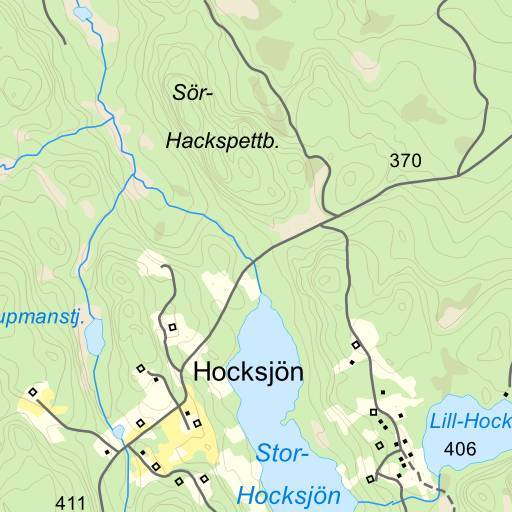 Sör-
Hackspettb.
370
upmanstj.
Hocksjön
Lill-Hock
406
Stor-
Hocksjön
411